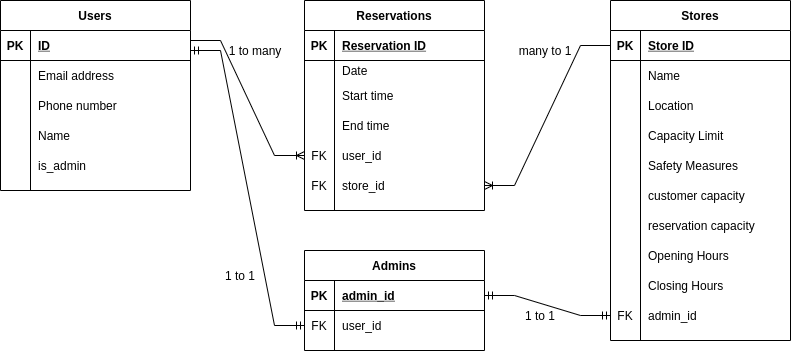 Users
PK ID
Email address
Phone number
Name
is_admin
1 to many
Reservations
PK Reservation ID
Date
Start time
End time
FK user_id
FK store_id
many to 1
Stores
PK Store ID
Name
Location
Capacity Limit
Safety Measures
customer capacity
reservation capacity
Opening Hours
Closing Hours
FK admin_id
1 to 1
Admins
PK admin_id
FK user_id
1 to 1